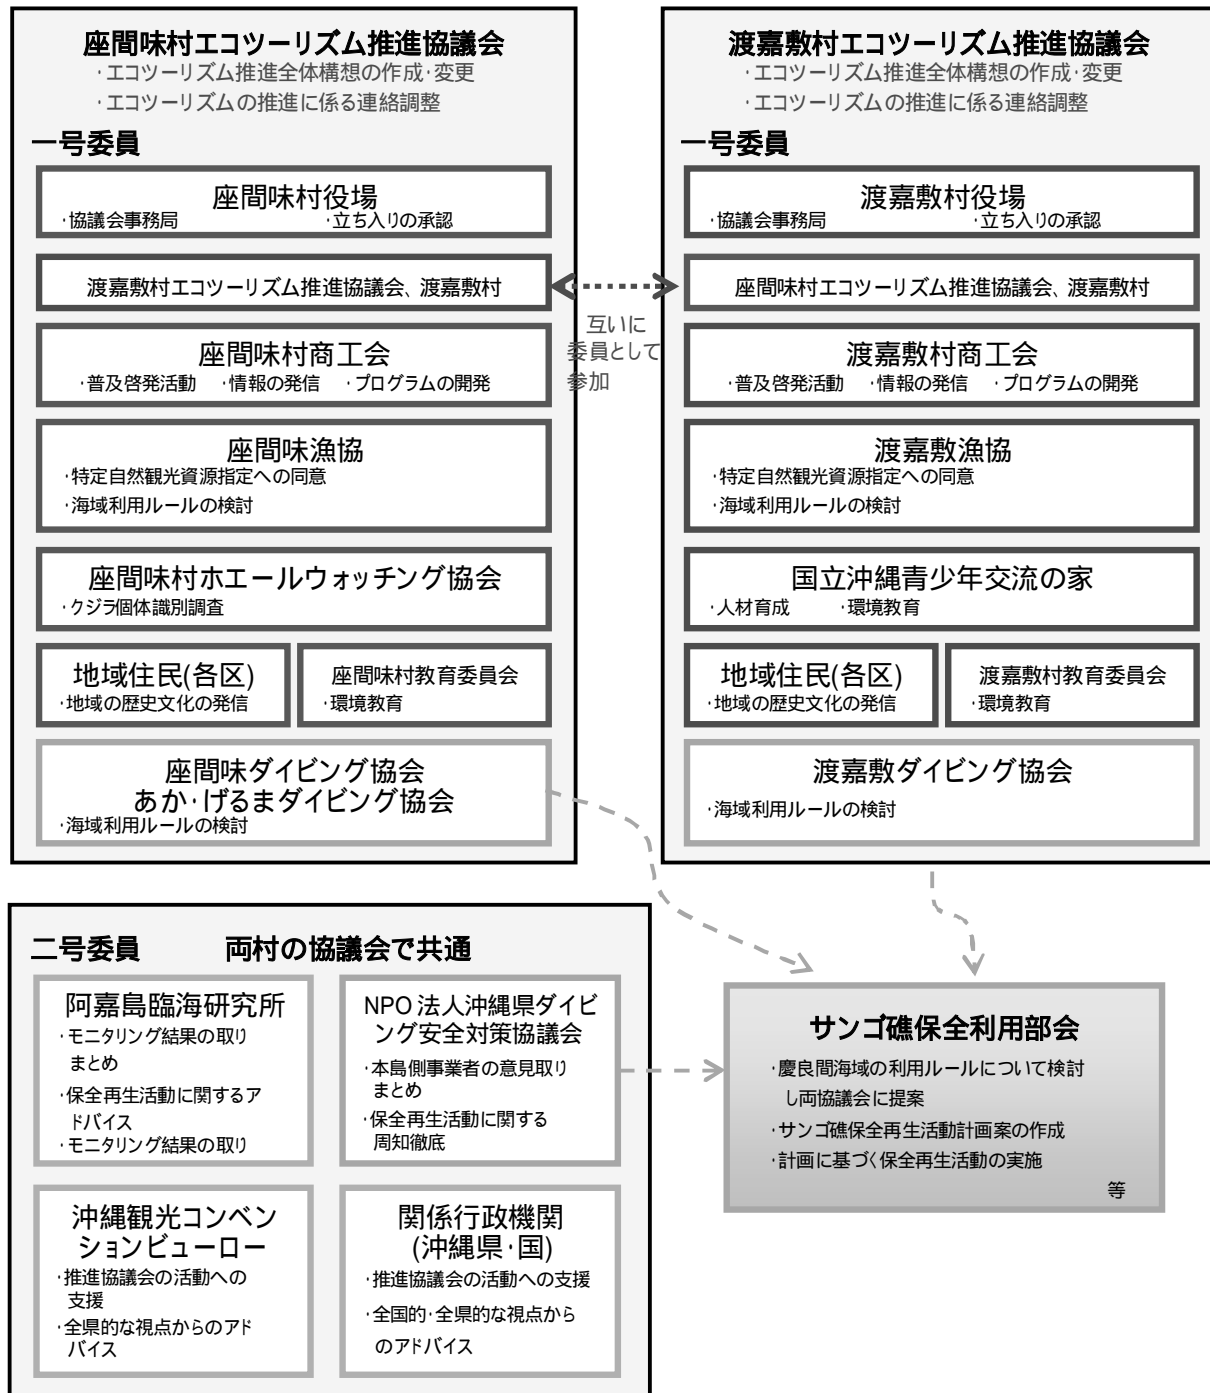 座間味村エコツーリズム推進協議会
・エコツーリズム推進全体構想の作成・変更
・エコツーリズムの推進に係る連絡調整
一号委員
座間味村役場
・協議会事務局　・立ち入りの承認
渡嘉敷村エコツーリズム推進協議会、渡嘉敷村
座間味村商工会
・普及啓発活動　・情報の発信　・プログラムの開発
座間味漁協
・特定自然観光資源指定への同意
・海域利用ルールの検討
座間味村ホエールウォッチング協会
・クジラ個体識別調査
地域住民(各区)
・地域の歴史文化の発信
座間味村教育委員会
・環境教育
座間味ダイビング協会
あか・げるまダイビング協会
・海域利用ルールの検討
互いに
委員として
参加
渡嘉敷村エコツーリズム推進協議会
・エコツーリズム推進全体構想の作成・変更
・エコツーリズムの推進に係る連絡調整
一号委員
渡嘉敷村役場
・協議会事務局　・立ち入りの承認
座間味村エコツーリズム推進協議会、渡嘉敷村
渡嘉敷村商工会
・普及啓発活動　・情報の発信　・プログラムの開発
渡嘉敷漁協
・特定自然観光資源指定への同意
・海域利用ルールの検討
国立沖縄青少年交流の家
・人材育成　・環境教育
地域住民(各区)
・地域の歴史文化の発信
渡嘉敷村教育委員会
・環境教育
渡嘉敷ダイビング協会
・海域利用ルールの検討
二号委員　両村の協議会で共通
阿嘉島臨海研究所
・モニタリング結果の取り
まとめ
・保全再生活動に関するア
ドバイス
・モニタリング結果の取り
NPO 法人沖縄県ダイビ
ング安全対策協議会
・本島側事業者の意見取り
まとめ
・保全再生活動に関する
周知徹底
沖縄観光コンベン
ションビューロー
・推進協議会の活動への
支援
・全県的な視点からのアド
バイス
関係行政機関
(沖縄県・国)
・推進協議会の活動への支援
・全国的・全県的な視点から
のアドバイス
サンゴ礁保全利用部会
・慶良間海域の利用ルールについて検討
し両協議会に提案
・サンゴ礁保全再生活動計画案の作成
・計画に基づく保全再生活動の実施
等